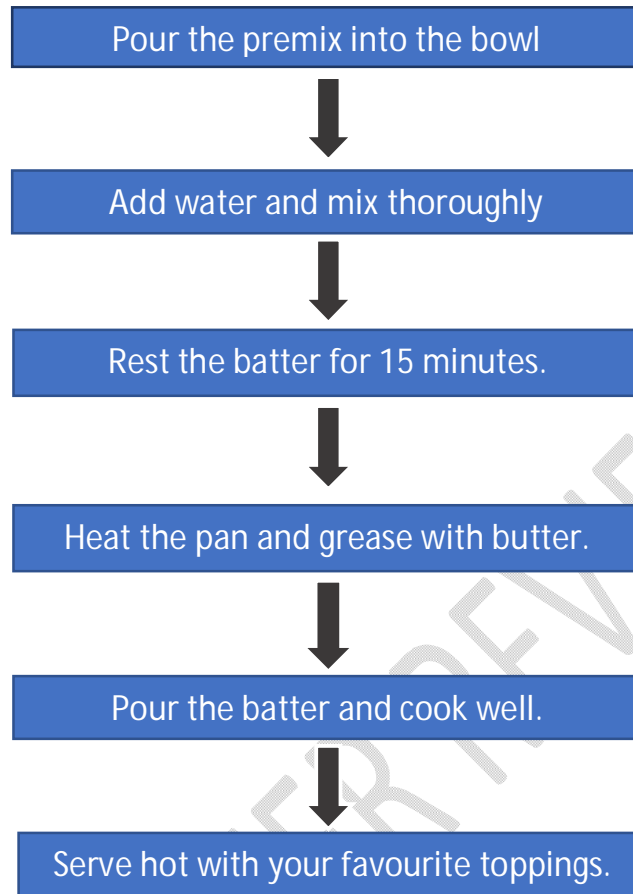 Pour the premix into the bowl
Add water and mix thoroughly
Rest the batter for 15 minutes.
Heat the pan and grease with butter.
Pour the batter and cook well.
Serve hot with your favourite toppings.